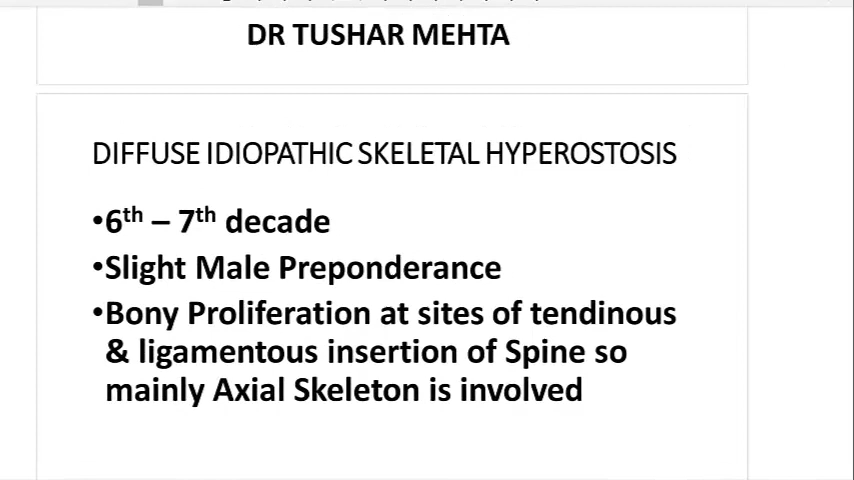 DR TUSHAR MEHTA
DIFFUSE IDIOPATHIC SKELETAL HYPEROSTOSIS
•6th – 7th decade
•Slight Male Preponderance
•Bony Proliferation at sites of tendinous
& ligamentous insertion of Spine so
mainly Axial Skeleton is involved